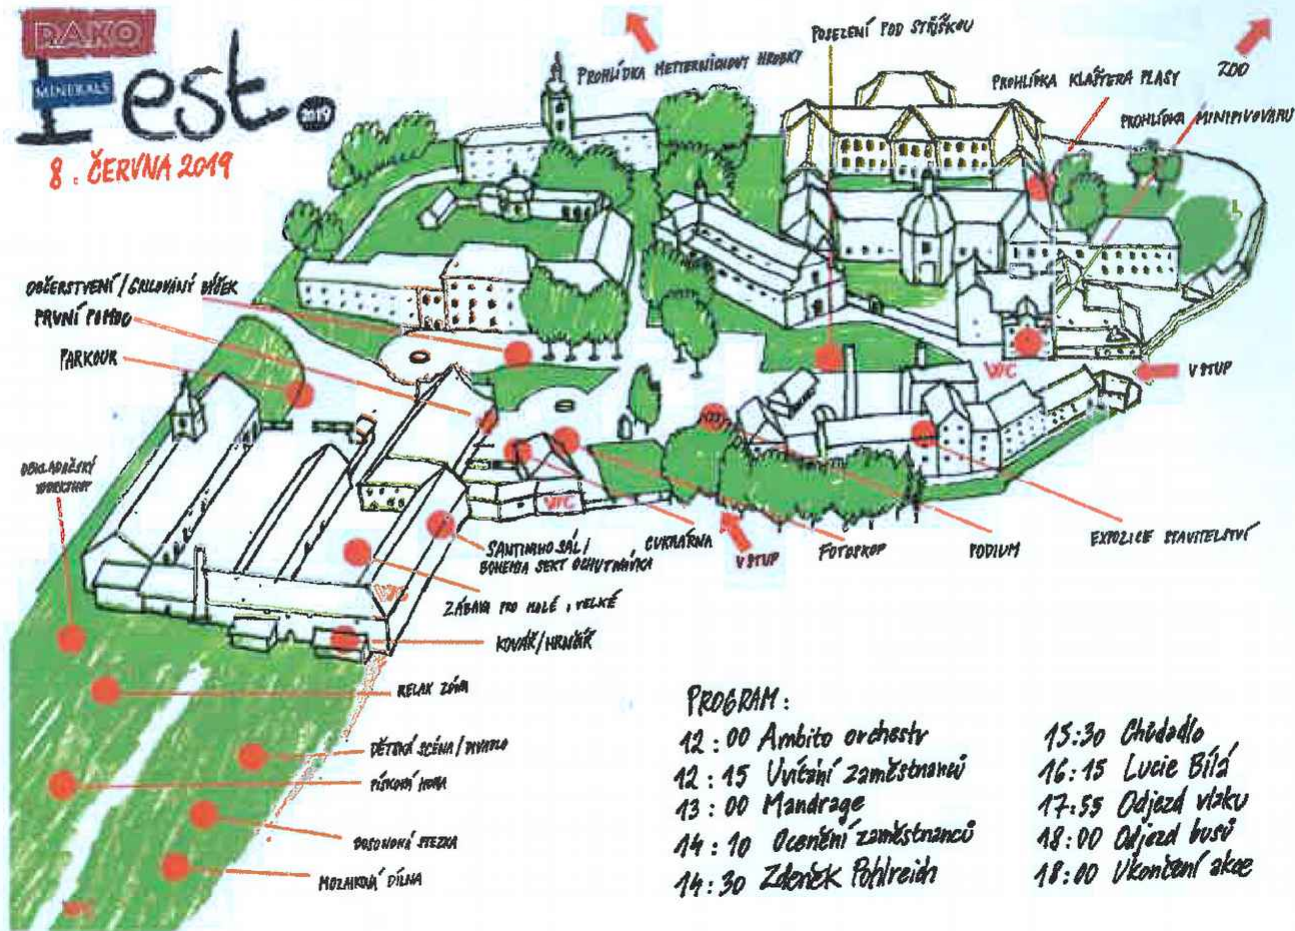 RAKO
MINERALS
Fest.
2019
8. ČERVNA 2019
PROHLÍDKA METTERNICHOVY HROBKY
POSEZENÍ POD STŘÍŠKOU
ZOO
PROHLÍDKA KLÁŠTERA PLASY
PROHLÍDKA MINIPIVOVARU
OBČERSTVENÍ/GRILOVANÝ BÝČEK
PRVNÍ POMOC
PARKOUR
WC
VSTUP
OBKLADAČSKÝ
WORKSHOP
WC
SANTINIHO SÁL/
BOHEMIA SEKT OCHUTNÁVKA
CUKRÁRNA
VSTUP
FOTOSKOP
PODIUM
EXPOZICE STAVITELSTVÍ
WC
ZÁBAVA PRO MALÉ I VELKÉ
KOVÁŘ/HRNČÍŘ
RELAX ZÓNA
DĚTSKÁ SCÉNA/DIVADLO
PÍSKOVÁ HORA
BOSONOHÁ STEZKA
MOZAIKOVÁ DÍLNA
WC
PROGRAM:
12:00 Ambito orchestr
12:15 Uvítání zaměstnanců
13:00 Mandrage
14:10 Ocenění zaměstnanců
14:30 Zdeněk Pohlreich
15:30 Chůdadlo
16:15 Lucie Bílá
17:55 Odjezd vlaku
18:00 Odjezd busů
18:00 Ukončení akce